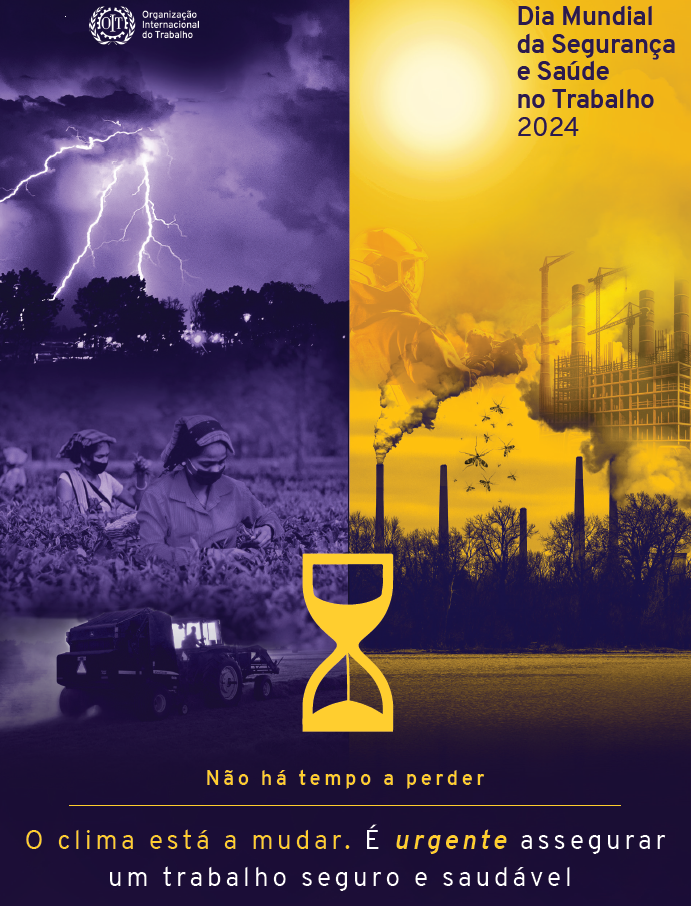 OIT
Organização
Internacional
do Trabalho
Dia Mundial
da Segurança
e Saúde
no Trabalho
2024
Não há tempo a perder
O clima está a mudar. É urgente assegurar
um trabalho seguro e saudável